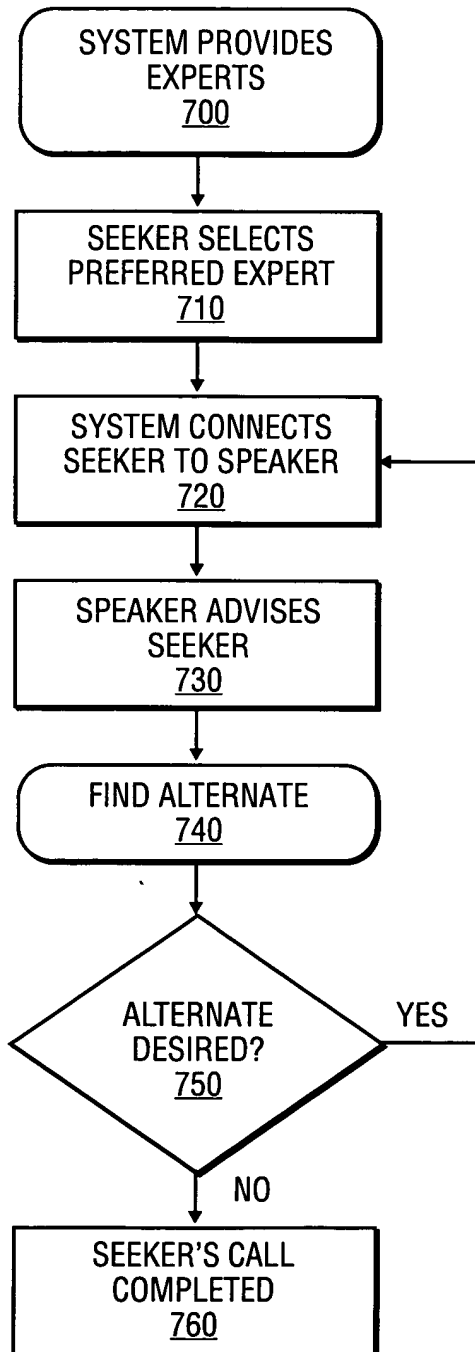 SYSTEM PROVIDES
EXPERTS
700
SEEKER SELECTS
PREFERRED EXPERT
710
SYSTEM CONNECTS
SEEKER TO SPEAKER
720
SPEAKER ADVISES
SEEKER
730
FIND ALTERNATE
740
ALTERNATE
DESIRED?
750
YES
NO
SEEKER'S CALL
COMPLETED
760